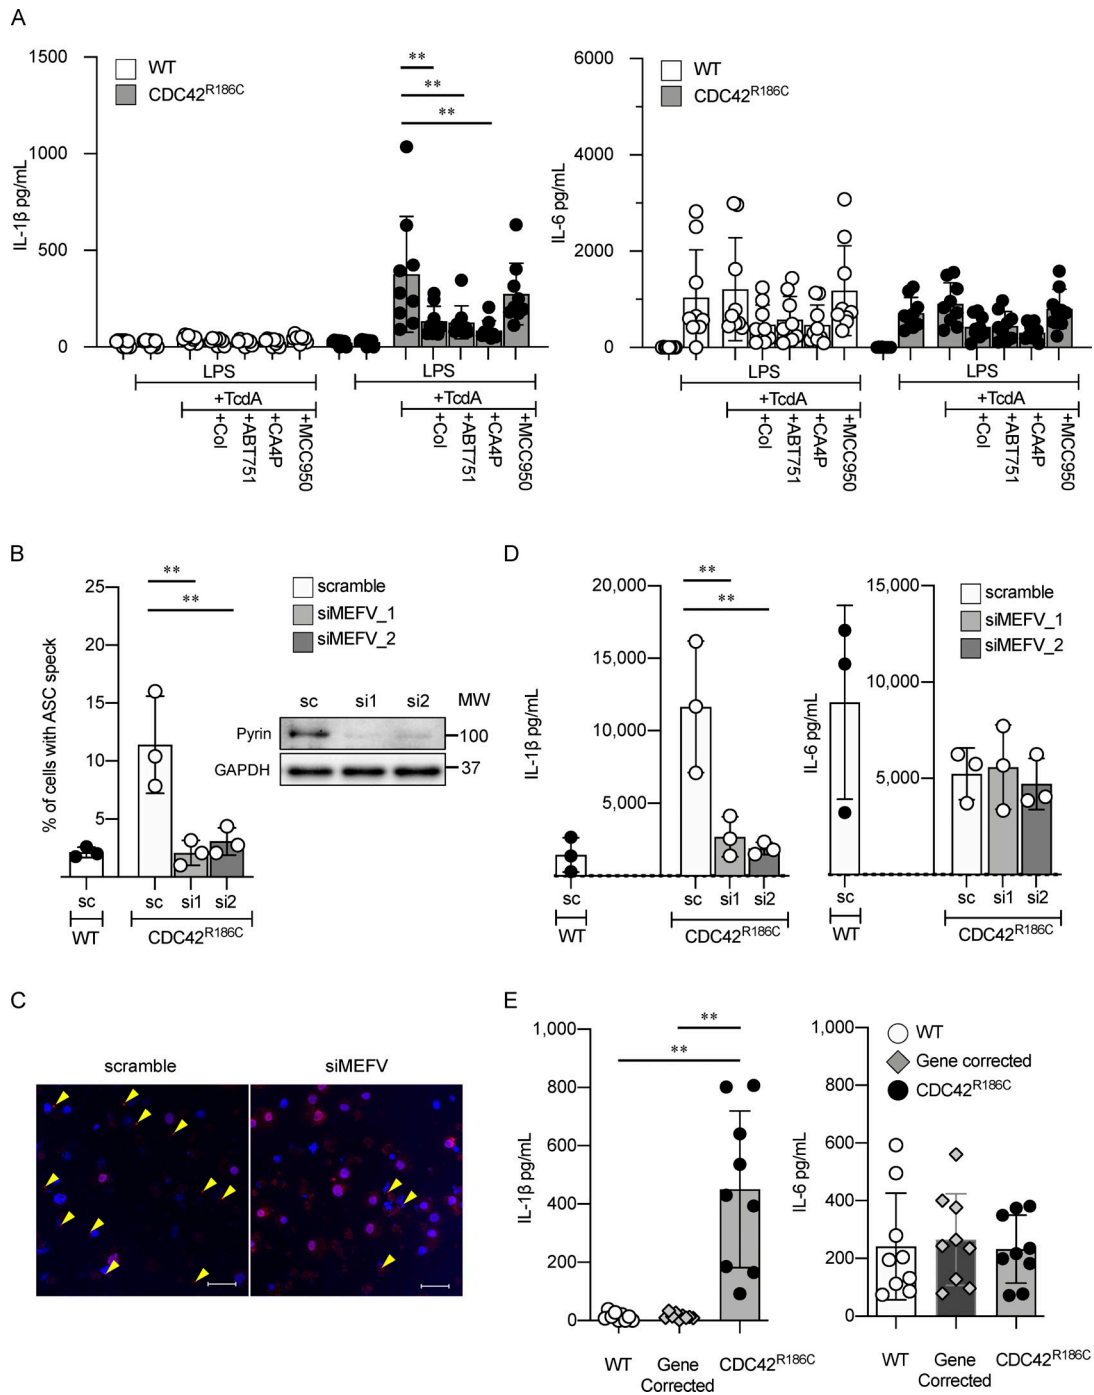 A
1500
1000
500
0
IL-1β pg/mL
WT
CDC42R186C
**
**
**
LPS
+TcdA
+Col
+ABT751
+CA4P
+MCC950
LPS
+TcdA
+Col
+ABT751
+CA4P
+MCC950
6000
4000
2000
0
IL-6 pg/mL
WT
CDC42R186C
LPS
+TcdA
+Col
+ABT751
+CA4P
+MCC950
LPS
+TcdA
+Col
+ABT751
+CA4P
+MCC950
B
25
20
15
10
5
% of cells with ASC speck
**
**
scramble
siMEFV_1
siMEFV_2
sc
sc si1 si2
WT
CDC42R186C
sc si1 si2 MW
Pyrin 100
GAPDH 37
D
20,000
15,000
10,000
5,000
IL-1β pg/mL
**
**
sc
sc si1 si2
WT
CDC42R186C
15,000
10,000
5,000
IL-6 pg/mL
scramble
siMEFV_1
siMEFV_2
sc
sc si1 si2
WT
CDC42R186C
C
scramble siMEFV
E
1,000
800
600
400
200
0
IL-1β pg/mL
**
**
WT Gene Corrected CDC42R186C
1,000
800
600
400
200
0
IL-6 pg/mL
WT
Gene corrected
CDC42R186C
WT Gene Corrected CDC42R186C